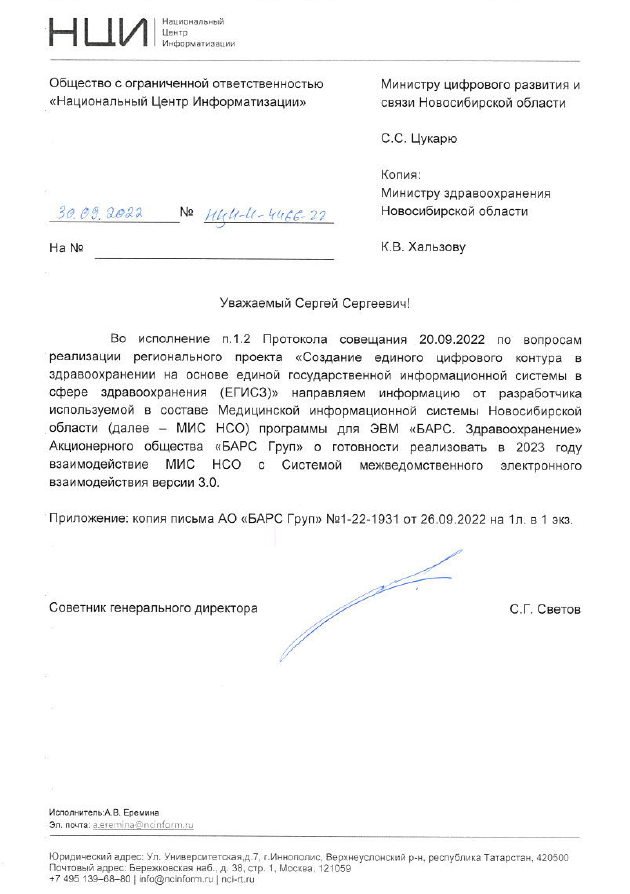 НЦИ
Национальный
Центр
Информатизации
Общество с ограниченной ответственностью
«Национальный Центр Информатизации»
Министру цифрового развития и
связи Новосибирской области
С.С. Цукарю
Копия:
Министру здравоохранения
Новосибирской области
К.В. Хальзову
30.09.2022 № НЦИ-И-4466-22
На №
Уважаемый Сергей Сергеевич!
Во исполнение п.1.2 Протокола совещания 20.09.2022 по вопросам
реализации регионального проекта «Создание единого цифрового контура в
здравоохранении на основе единой государственной информационной системы в
сфере здравоохранения (ЕГИСЗ)» направляем информацию от разработчика
используемой в составе Медицинской информационной системы Новосибирской
области (далее – МИС НСО) программы для ЭВМ «БАРС. Здравоохранение»
Акционерного общества «БАРС Груп» о готовности реализовать в 2023 году
взаимодействие МИС НСО с Системой межведомственного электронного
взаимодействия версии 3.0.
Приложение: копия письма АО «БАРС Груп» №1-22-1931 от 26.09.2022 на 1л. в 1 экз.
Советник генерального директора
С.Г. Светов
Исполнитель:А.В. Еремина
Эл. почта: a.eremina@ncinform.ru
Юридический адрес: Ул. Университетская,д.7, г.Иннополис, Верхнеуслонский р-н, республика Татарстан, 420500
Почтовый адрес: Бережковская наб., д. 38, стр. 1, Москва, 121059
+7 495 139–68–80 | info@ncinform.ru | nci-rt.ru